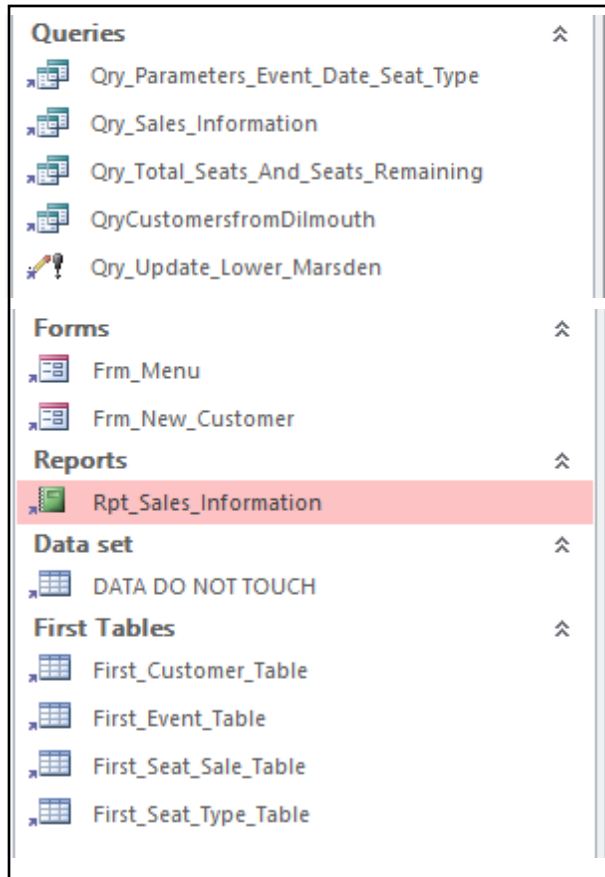 Queries
Qry_Parameters_Event_Date_Seat_Type
Qry_Sales_Information
Qry_Total_Seats_And_Seats_Remaining
QryCustomersfromDilmouth
Qry_Update_Lower_Marsden
Forms
Frm_Menu
Frm_New_Customer
Reports
Rpt_Sales_Information
Data set
DATA DO NOT TOUCH
First Tables
First_Customer_Table
First_Event_Table
First_Seat_Sale_Table
First_Seat_Type_Table